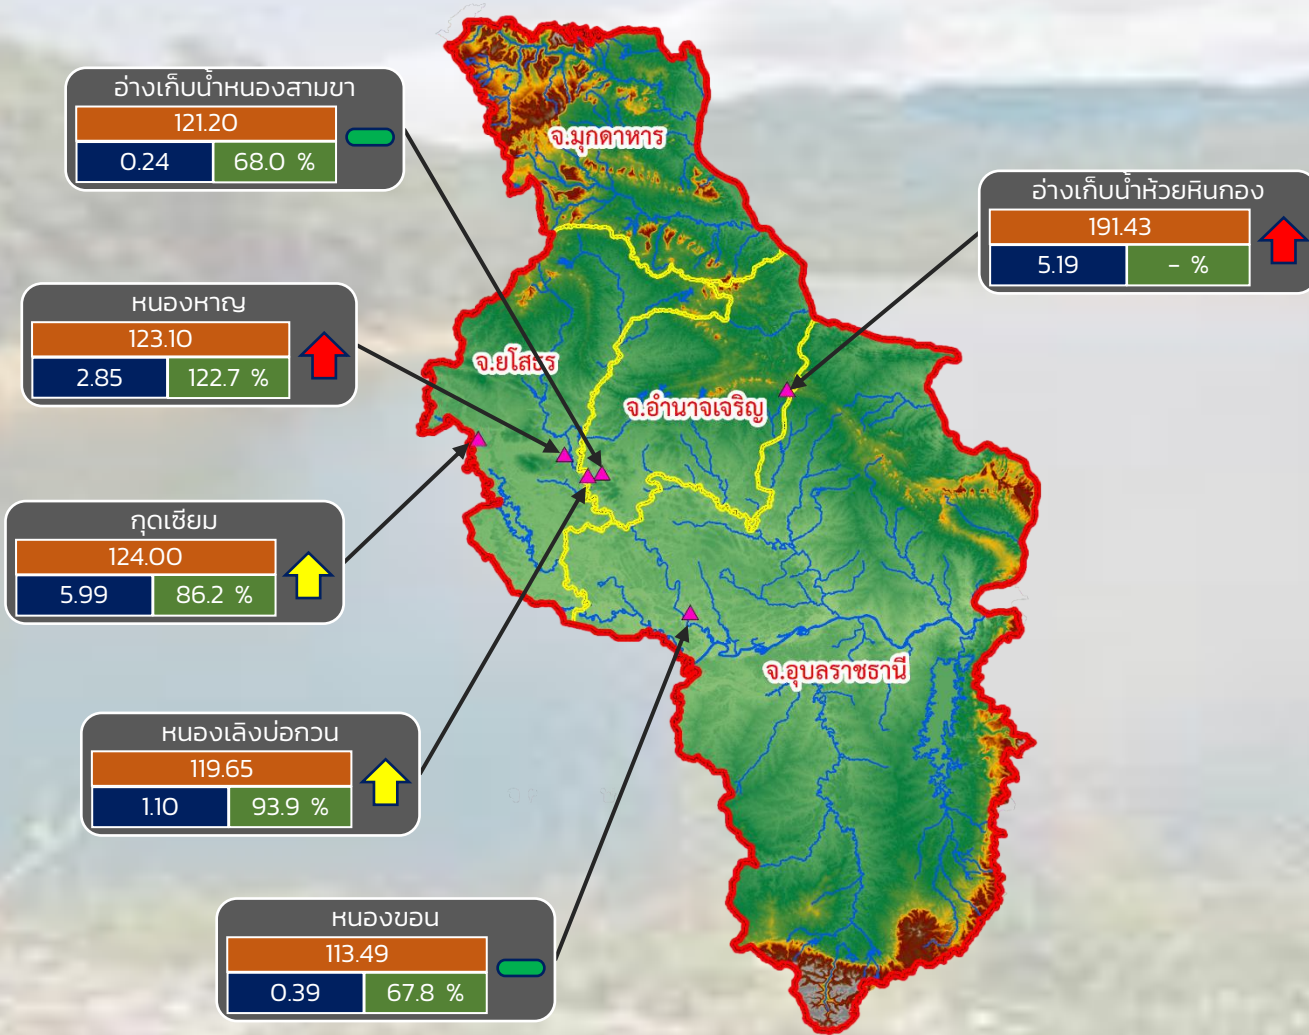 อ่างเก็บน้ำหนองสามขา
121.20
0.24 68.0 %
จ.มุกดาหาร
อ่างเก็บน้ำห้วยหินกอง
191.43
5.19 - %
หนองหาญ
123.10
2.85 122.7 %
จ.ยโสธร
จ.อำนาจเจริญ
กุดเซียม
124.00
5.99 86.2 %
จ.อุบลราชธานี
หนองเลิงบ่อกวน
119.65
1.10 93.9 %
หนองขอน
113.49
0.39 67.8 %